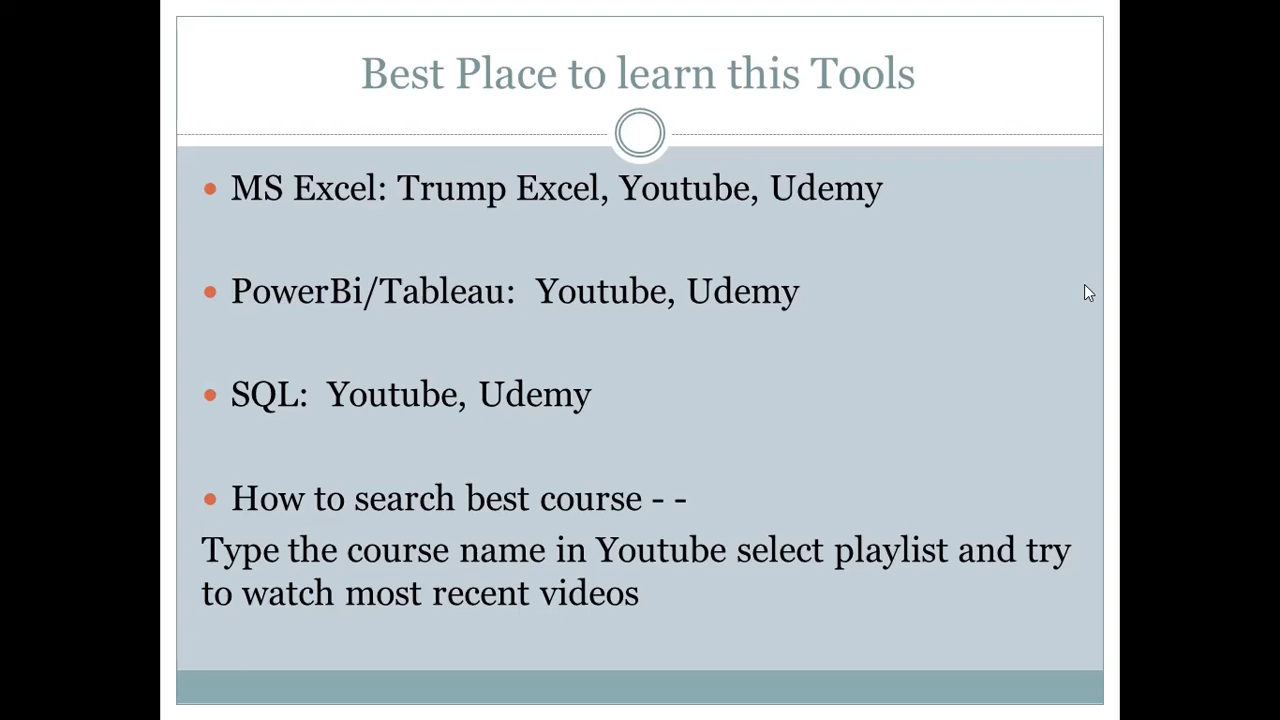 Best Place to learn this Tools
• MS Excel: Trump Excel, Youtube, Udemy
• PowerBi/Tableau:  Youtube, Udemy
• SQL:  Youtube, Udemy
• How to search best course - -
Type the course name in Youtube select playlist and try
to watch most recent videos